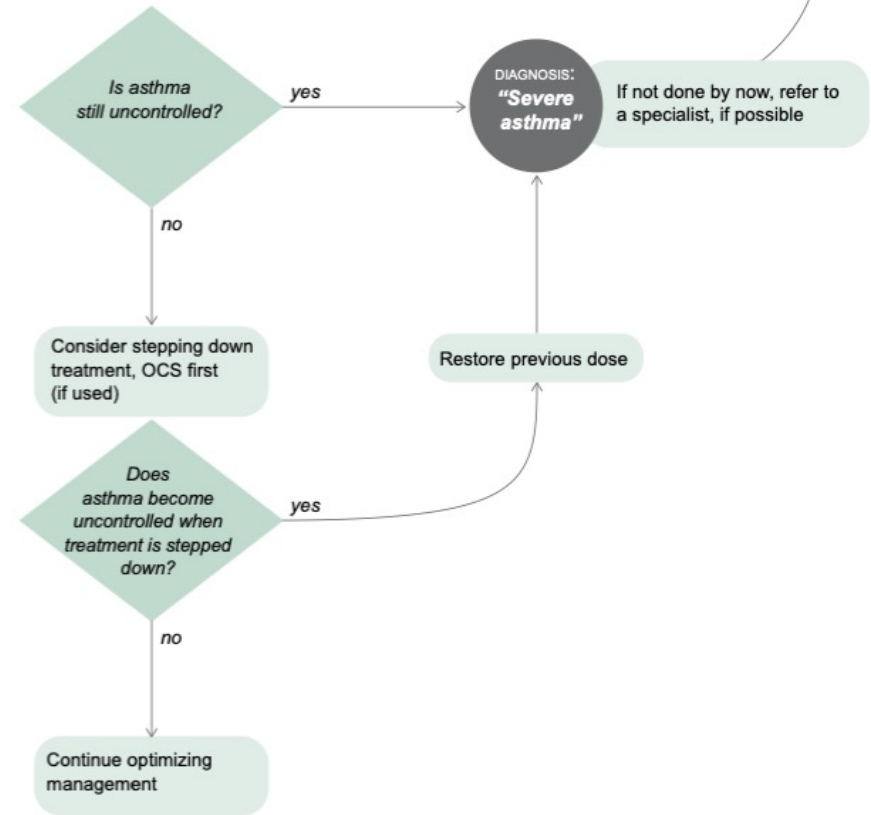 Is asthma
still uncontrolled?
yes
DIAGNOSIS:
“Severe
asthma”
If not done by now, refer to
a specialist, if possible
no
Consider stepping down
treatment, OCS first
(if used)
Restore previous dose
Does
asthma become
uncontrolled when
treatment is stepped
down?
yes
no
Continue optimizing
management